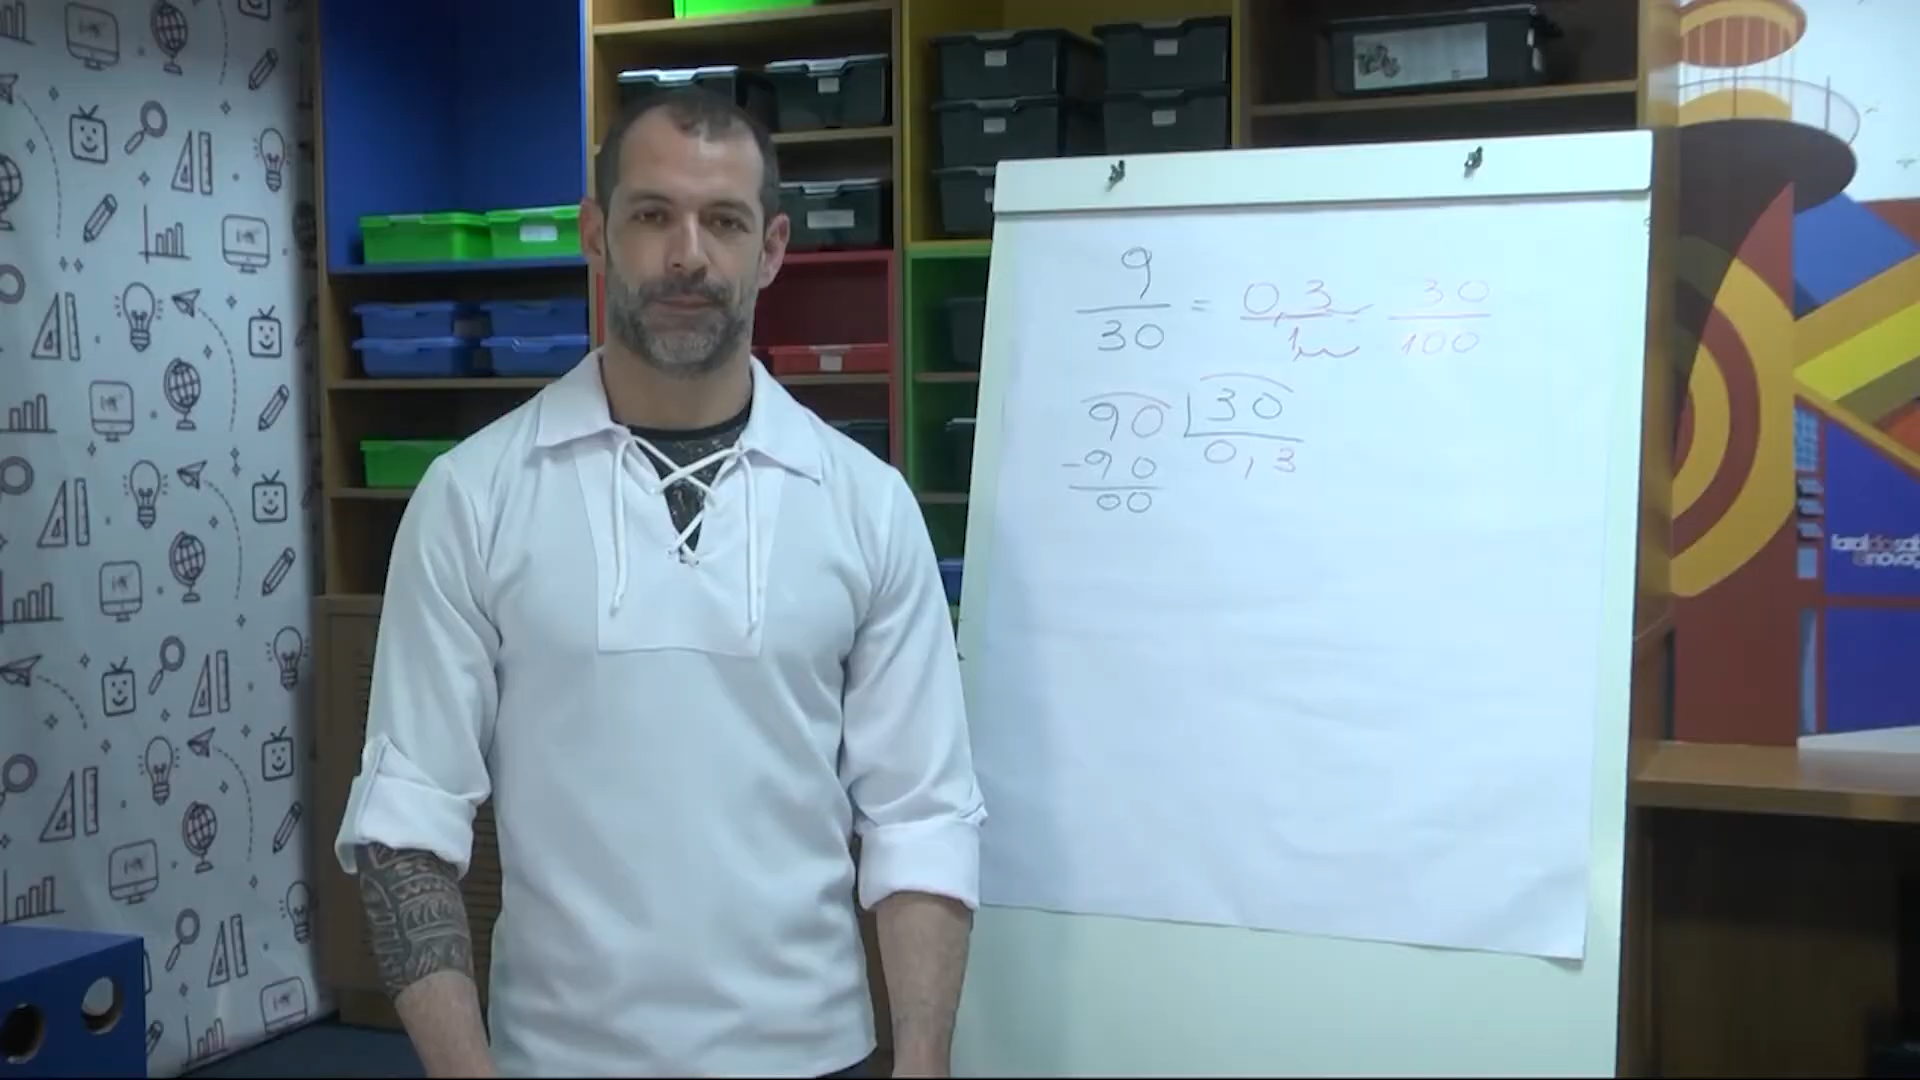 9/30 = 0,3/1 = 30/100
90 | 30
-90 0,3
00